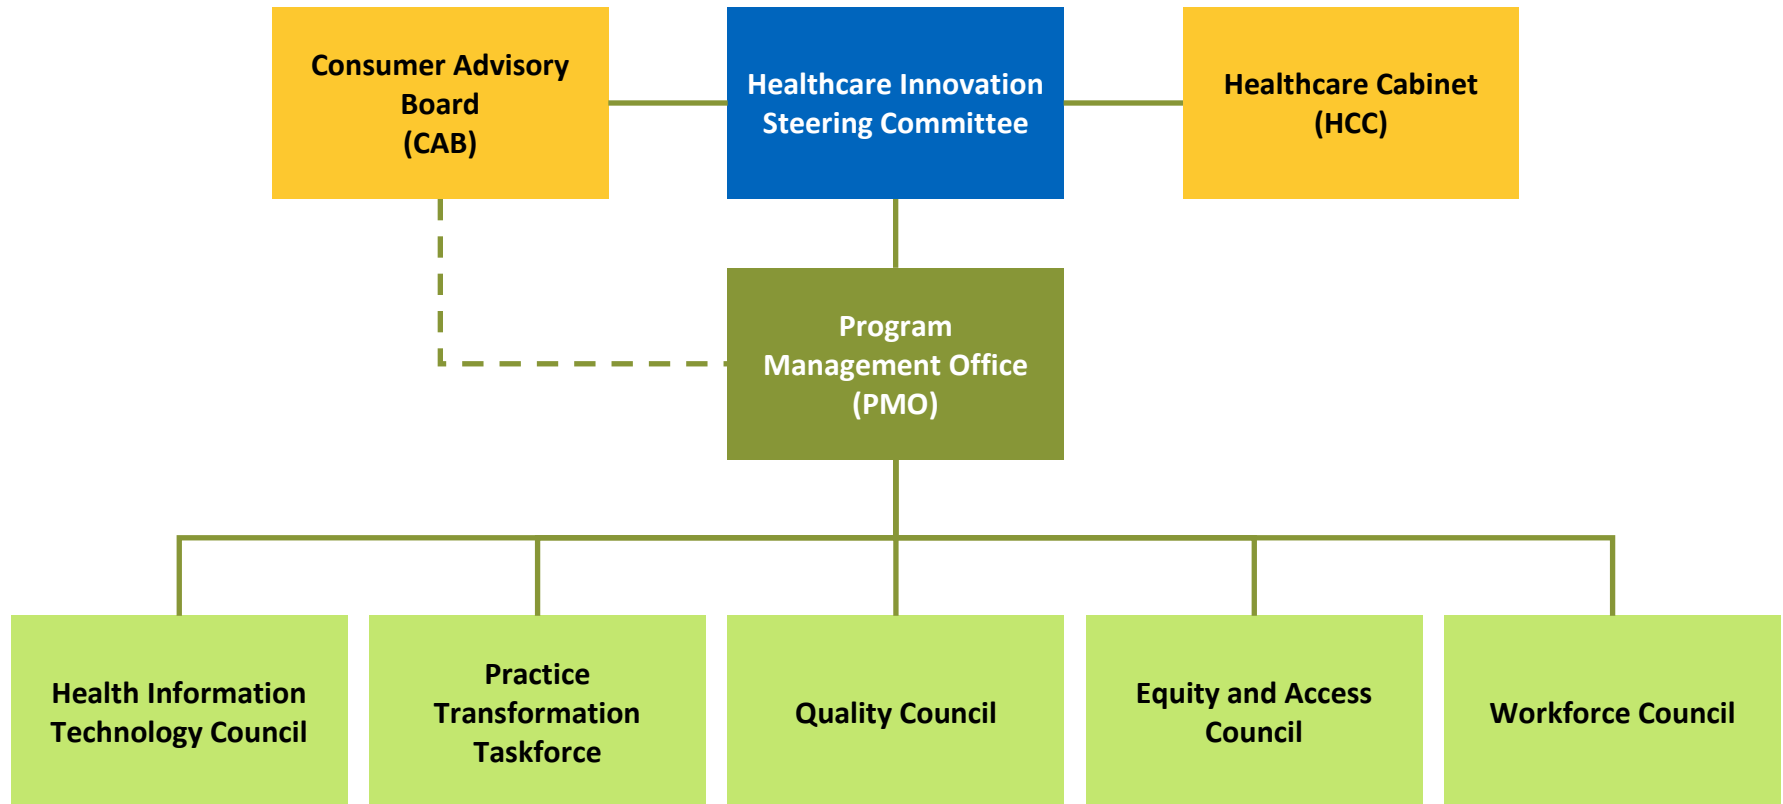 Consumer Advisory
Board
(CAB)
Healthcare Innovation
Steering Committee
Healthcare Cabinet
(HCC)
Program
Management Office
(PMO)
Health Information
Technology Council
Practice
Transformation
Taskforce
Quality Council
Equity and Access
Council
Workforce Council